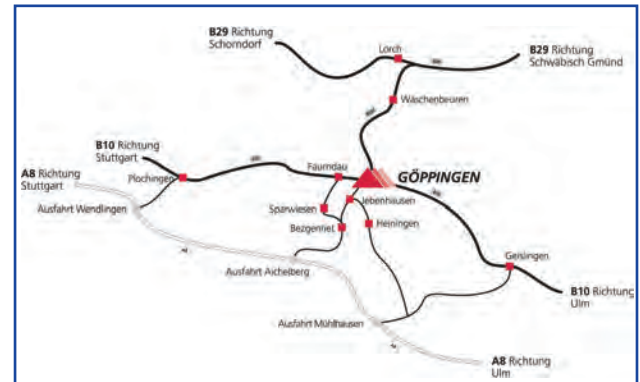 B29 Richtung
Schorndorf
Lorch
B29 Richtung
Schwäbisch Gmünd
Wäschenbeuren
B10 Richtung
Stuttgart
Faurndau
GÖPPINGEN
A8 Richtung
Stuttgart
Plochingen
Jebenhausen
Ausfahrt Wendlingen
Sparwiesen
Heiningen
Bezgenriet
Geislingen
Ausfahrt Aichelberg
B10 Richtung
Ulm
Ausfahrt Mühlhausen
A8 Richtung
Ulm